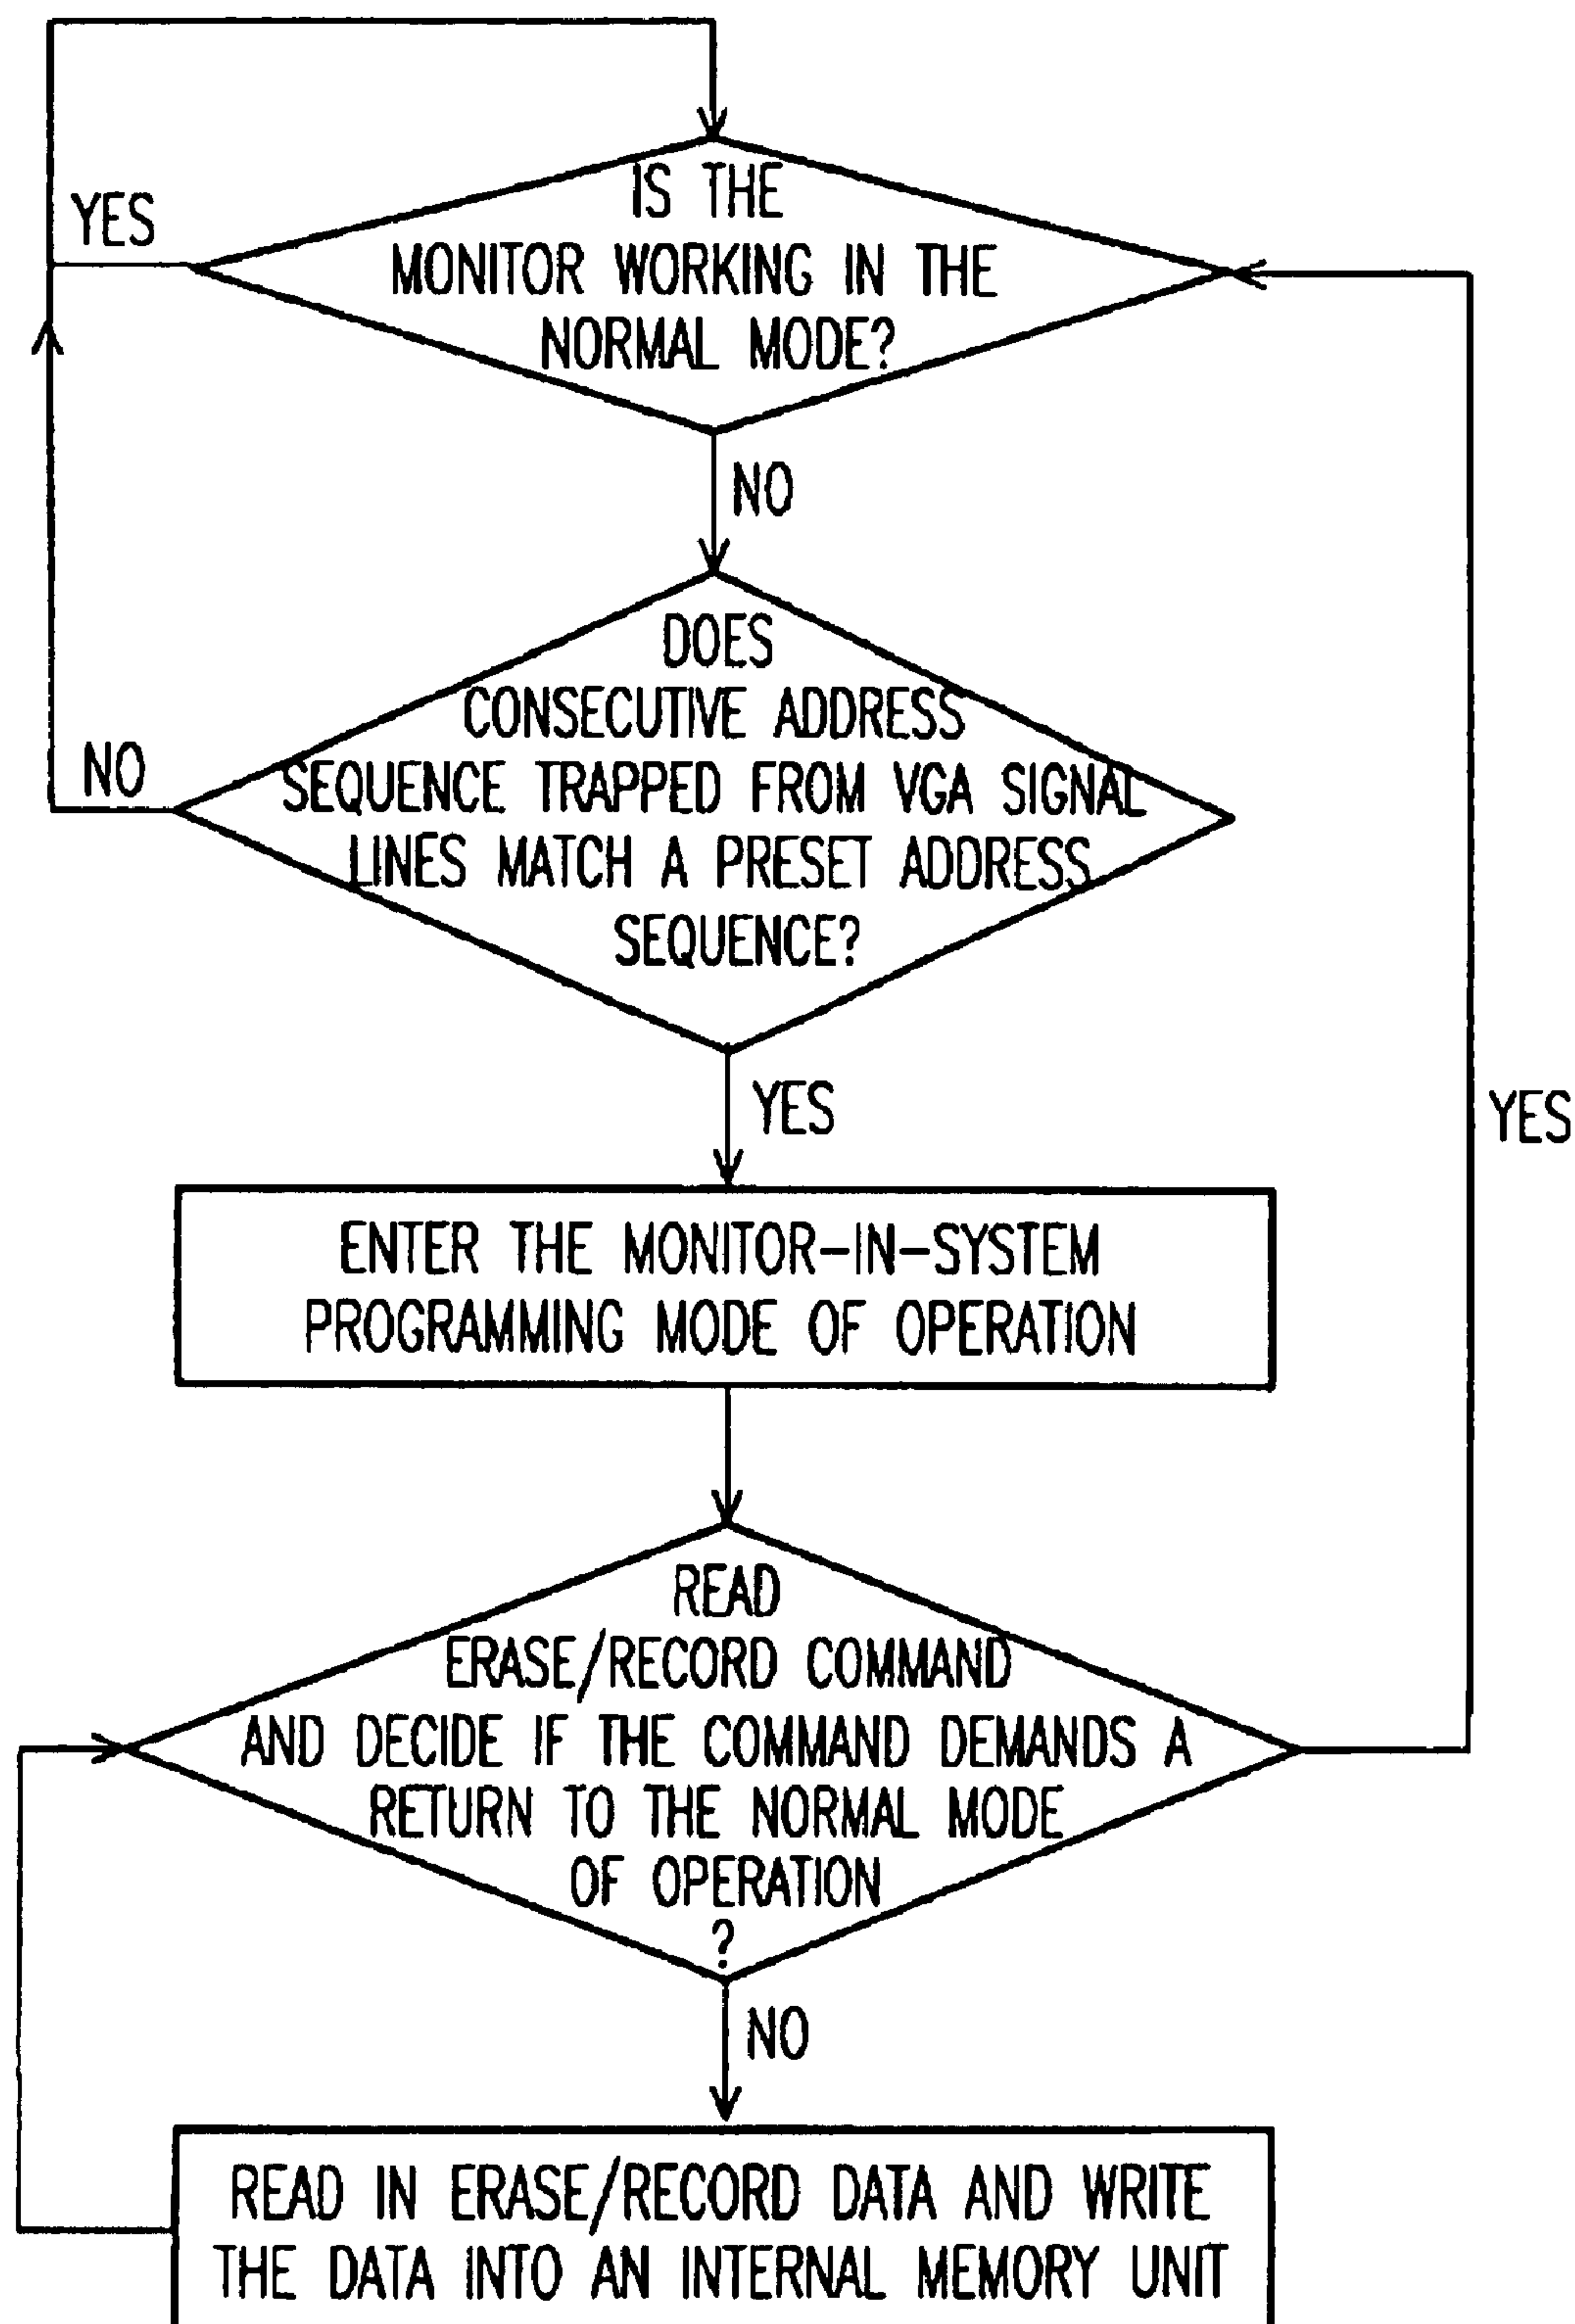 IS THE
YES
MONITOR WORKING IN THE
NORMAL MODE?
NO
DOES
CONSECUTIVE ADDRESS
NO
SEQUENCE TRAPPED FROM VGA SIGNAL
LINES MATCH A PRESET ADDRESS
SEQUENCE?
YES
YES
ENTER THE MONITOR-IN-SYSTEM
PROGRAMMING MODE OF OPERATION
READ
ERASE/RECORD COMMAND
AND DECIDE IF THE COMMAND DEMANDS A
RETURN TO THE NORMAL MODE
OF OPERATION
?
NO
READ IN ERASE/RECORD DATA AND WRITE
THE DATA INTO AN INTERNAL MEMORY UNIT